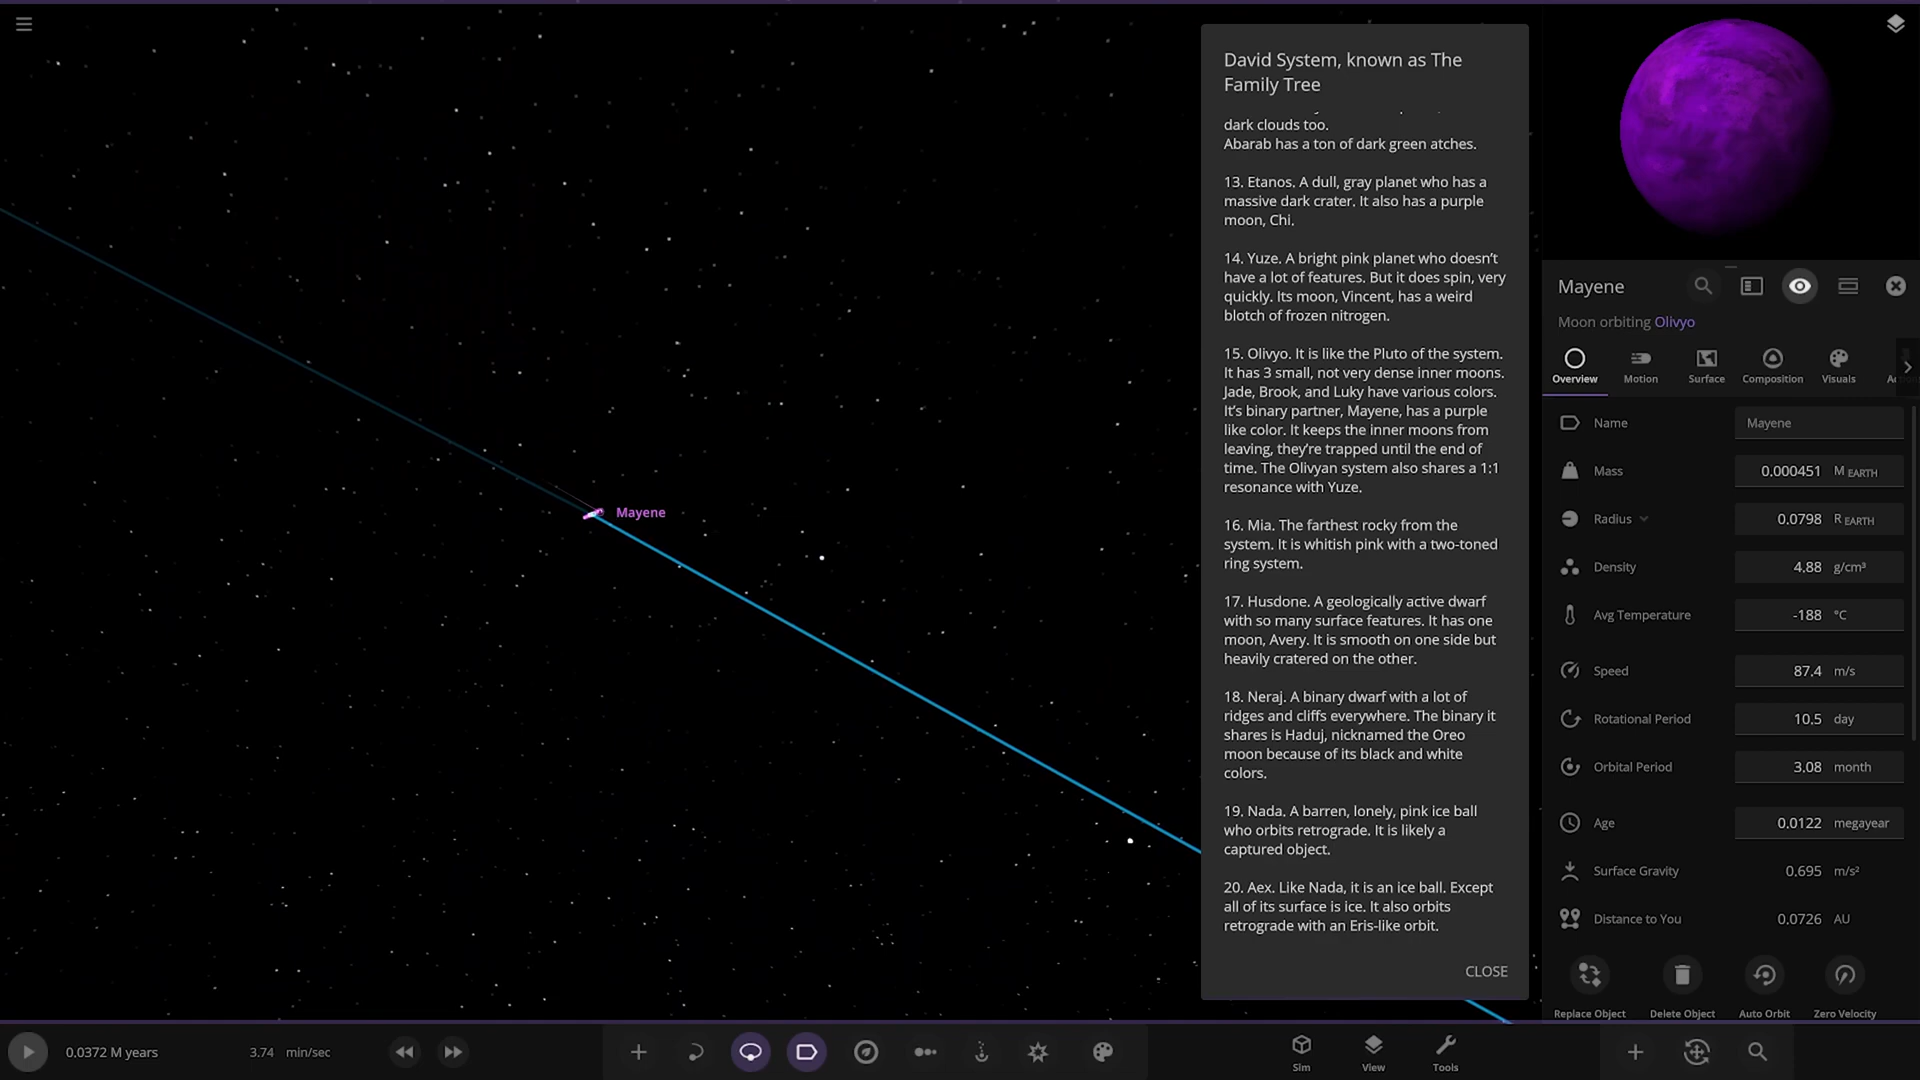 David System, known as The
Family Tree
dark clouds too.
Abarab has a ton of dark green atches.
13. Etanos. A dull, gray planet who has a
massive dark crater. It also has a purple
moon, Chi.
14. Yuze. A bright pink planet who doesn't
have a lot of features. But it does spin, very
quickly. Its moon, Vincent, has a weird
blotch of frozen nitrogen.
15. Olivyo. It is like the Pluto of the system.
It has 3 small, not very dense inner moons.
Jade, Brook, and Luky have various colors.
It's binary partner, Mayene, has a purple
like color. It keeps the inner moons from
leaving, they're trapped until the end of
time. The Olivyan system also shares a 1:1
resonance with Yuze.
16. Mia. The farthest rocky from the
system. It is whitish pink with a two-toned
ring system.
17. Husdone. A geologically active dwarf
with so many surface features. It has one
moon, Avery. It is smooth on one side but
heavily cratered on the other.
18. Neraj. A binary dwarf with a lot of
ridges and cliffs everywhere. The binary it
shares is Haduj, nicknamed the Oreo
moon because of its black and white
colors.
19. Nada. A barren, lonely, pink ice ball
who orbits retrograde. It is likely a
captured object.
20. Aex. Like Nada, it is an ice ball. Except
all of its surface is ice. It also orbits
retrograde with an Eris-like orbit.
CLOSE
Mayene
Mayene
Moon orbiting Olivyo
Overview Motion Surface Composition Visuals
Name Mayene
Mass 0.000451 M EARTH
Radius 0.0798 R EARTH
Density 4.88 g/cm³
Avg Temperature -188 °C
Speed 87.4 m/s
Rotational Period 10.5 day
Orbital Period 3.08 month
Age 0.0122 megayear
Surface Gravity 0.695 m/s²
Distance to You 0.0726 AU
Replace Object Delete Object Auto Orbit Zero Velocity
0.0372 M years 3.74 min/sec
Sim View Tools